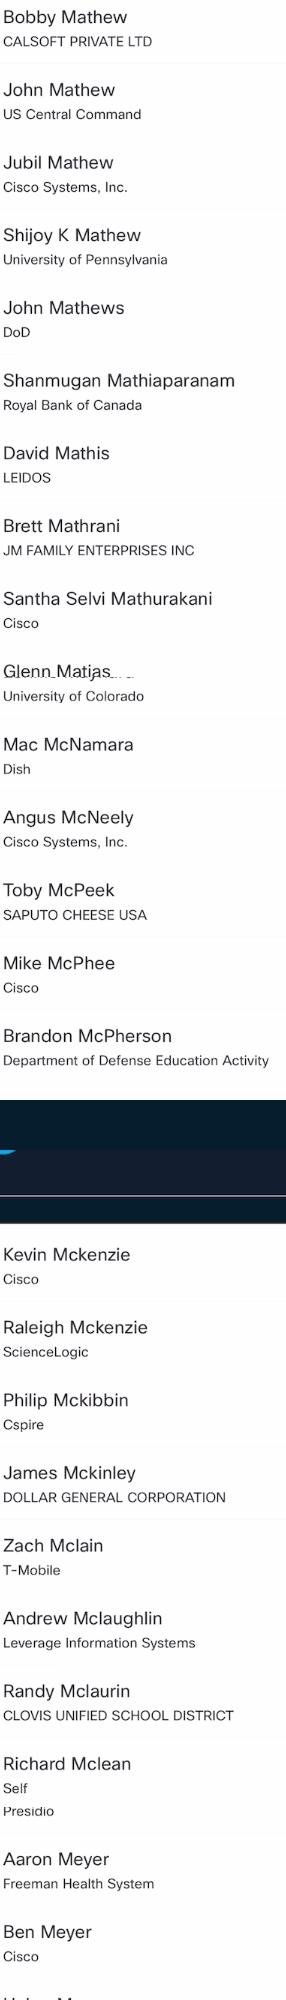 Bobby Mathew
CALSOFT PRIVATE LTD
John Mathew
US Central Command
Jubil Mathew
Cisco Systems, Inc.
Shijoy K Mathew
University of Pennsylvania
John Mathews
DoD
Shanmugan Mathiaparanam
Royal Bank of Canada
David Mathis
LEIDOS
Brett Mathrani
JM FAMILY ENTERPRISES INC
Santha Selvi Mathurakani
Cisco
Glenn Matjas
University of Colorado
Mac McNamara
Dish
Angus McNeely
Cisco Systems, Inc.
Toby McPeek
SAPUTO CHEESE USA
Mike McPhee
Cisco
Brandon McPherson
Department of Defense Education Activity
Kevin Mckenzie
Cisco
Raleigh Mckenzie
ScienceLogic
Philip Mckibbin
Cspire
James Mckinley
DOLLAR GENERAL CORPORATION
Zach Mclain
T-Mobile
Andrew Mclaughlin
Leverage Information Systems
Randy Mclaurin
CLOVIS UNIFIED SCHOOL DISTRICT
Richard Mclean
Self
Presidio
Aaron Meyer
Freeman Health System
Ben Meyer
Cisco